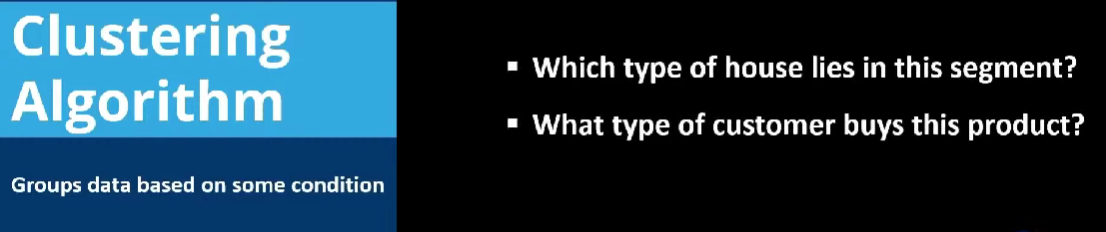 Clustering
Algorithm
Groups data based on some condition
▪ Which type of house lies in this segment?
▪ What type of customer buys this product?